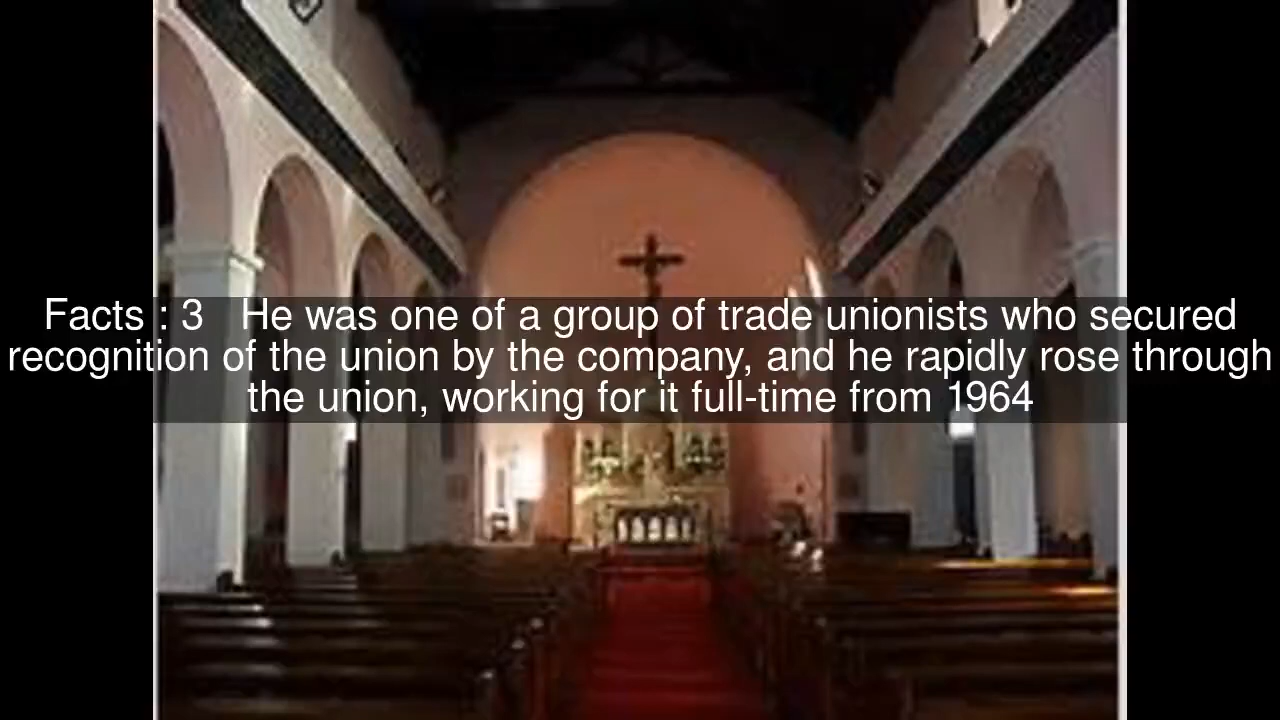 Facts : 3   He was one of a group of trade unionists who secured
recognition of the union by the company, and he rapidly rose through
the union, working for it full-time from 1964